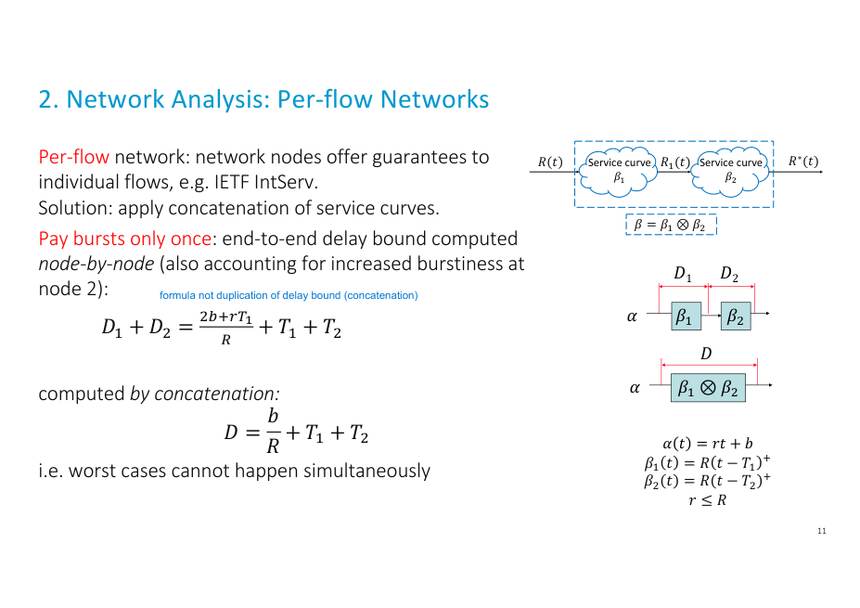 2. Network Analysis: Per-flow Networks
Per-flow network: network nodes offer guarantees to
individual flows, e.g. IETF IntServ.
Solution: apply concatenation of service curves.
Pay bursts only once: end-to-end delay bound computed
node-by-node (also accounting for increased burstiness at
node 2):
formula not duplication of delay bound (concatenation)
D₁ + D₂ = (2b+rT₁)/R + T₁ + T₂
computed by concatenation:
D = b/R + T₁ + T₂
i.e. worst cases cannot happen simultaneously
R(t) Service curve R₁(t) Service curve R*(t)
β₁ β₂
β = β₁ ⊗ β₂
D₁ D₂
α β₁ β₂
D
α β₁ ⊗ β₂
α(t) = rt + b
β₁(t) = R(t − T₁)⁺
β₂(t) = R(t − T₂)⁺
r ≤ R
11